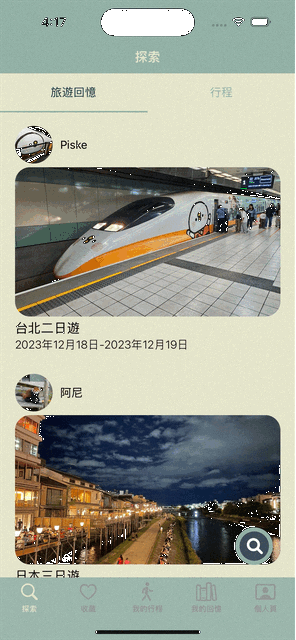 4:17
探索
旅遊回憶
行程
Piske
台北二日遊
2023年12月18日-2023年12月19日
阿尼
日本三日遊
探索
收藏
我的行程
我的回憶
個人頁